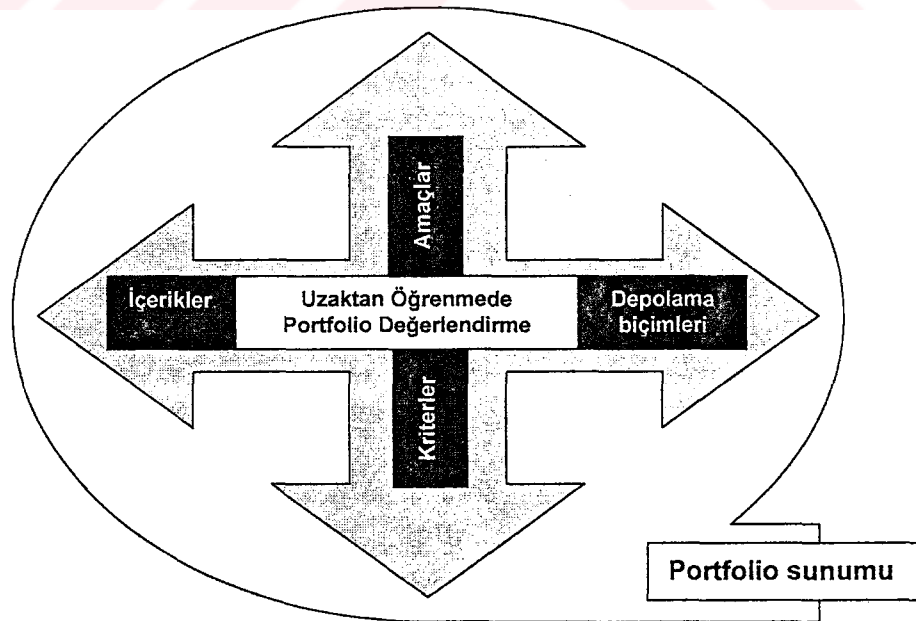 Amaçlar
İçerikler
Uzaktan Öğrenmede
Portfolio Değerlendirme
Depolama
biçimleri
Kriterler
Portfolio sunumu